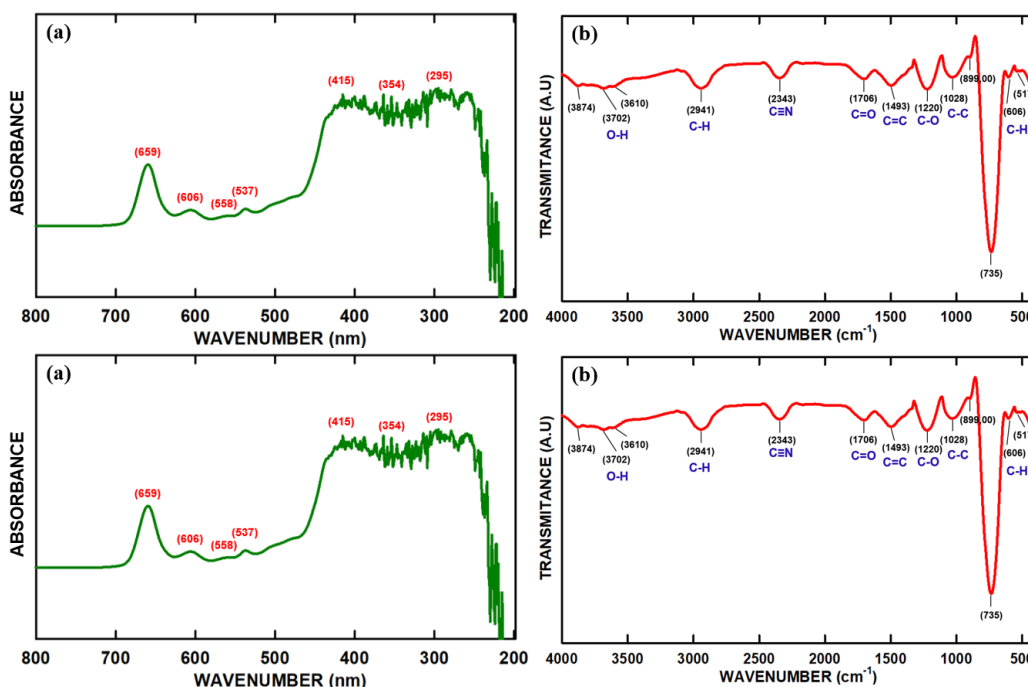 (a)
ABSORBANCE
(415)
(354)
(295)
(659)
(606)
(558)
(537)
800
700
600
500
400
300
200
WAVENUMBER (nm)
(b)
TRANSMITANCE (A.U)
(3874)
(3702)
(3610)
O-H
(2941)
C-H
(2343)
C≡N
(1706)
C=O
(1493)
C=C
(1220)
C-O
(1028)
C-C
(899,00)
(735)
(606)
C-H
4000
3500
3000
2500
2000
1500
1000
WAVENUMBER (cm⁻¹)
(a)
ABSORBANCE
(415)
(354)
(295)
(659)
(606)
(558)
(537)
800
700
600
500
400
300
200
WAVENUMBER (nm)
(b)
TRANSMITANCE (A.U)
(3874)
(3702)
(3610)
O-H
(2941)
C-H
(2343)
C≡N
(1706)
C=O
(1493)
C=C
(1220)
C-O
(1028)
C-C
(899,00)
(735)
(606)
C-H
4000
3500
3000
2500
2000
1500
1000
WAVENUMBER (cm⁻¹)